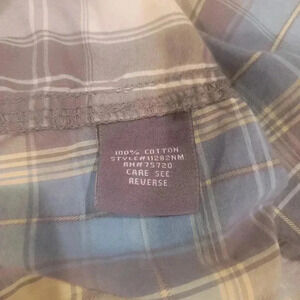 100% COTTON
STYLE#11282NM
RN#75720
CARE SEE
REVERSE.